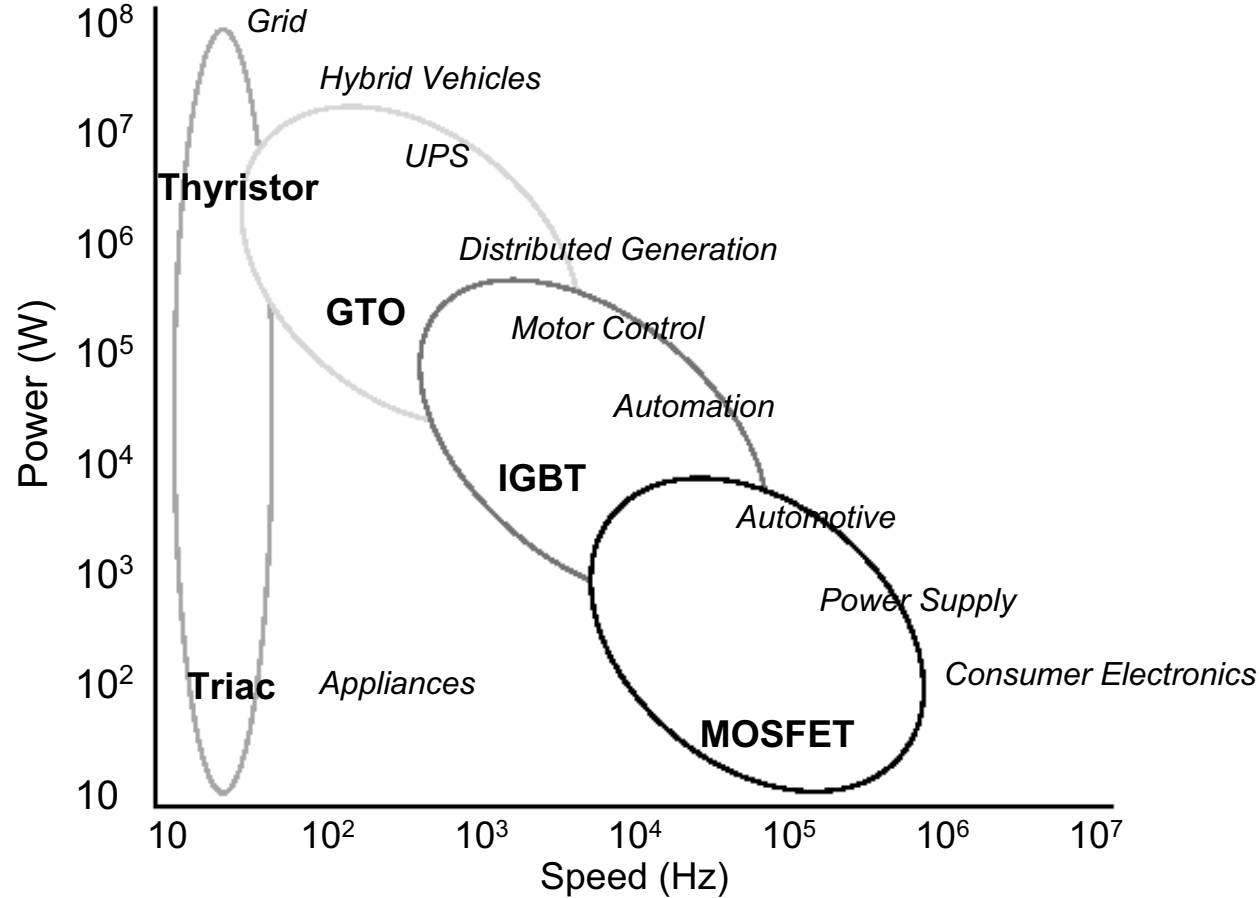 10⁸
Grid
Hybrid Vehicles
10⁷
UPS
Thyristor
10⁶
Distributed Generation
GTO
Motor Control
10⁵
Power (W)
Automation
10⁴
IGBT
Automotive
10³
Power Supply
10²
Triac
Appliances
Consumer Electronics
MOSFET
10
10 10² 10³ 10⁴ 10⁵ 10⁶ 10⁷
Speed (Hz)